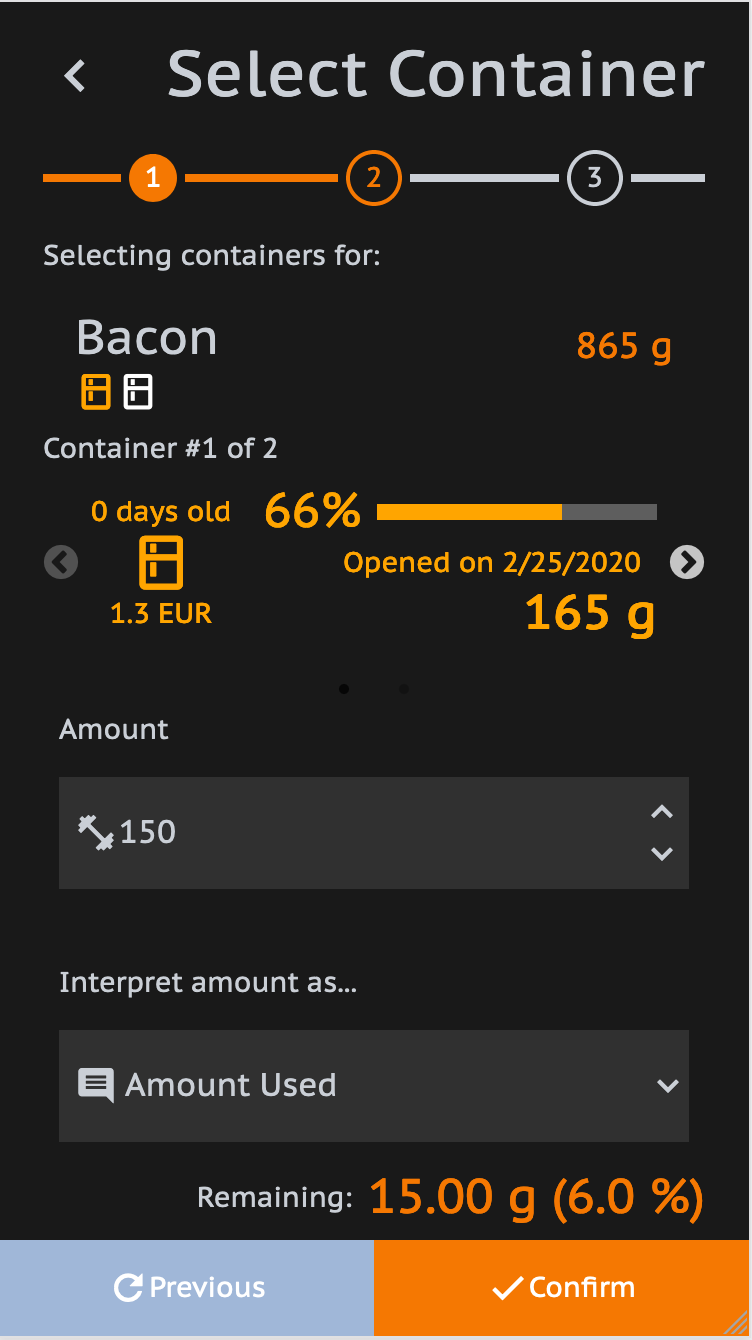 Select Container
1 2 3
Selecting containers for:
Bacon 865 g
Container #1 of 2
0 days old 66%
Opened on 2/25/2020
1.3 EUR 165 g
Amount
150
Interpret amount as...
Amount Used
Remaining: 15.00 g (6.0 %)
Previous Confirm